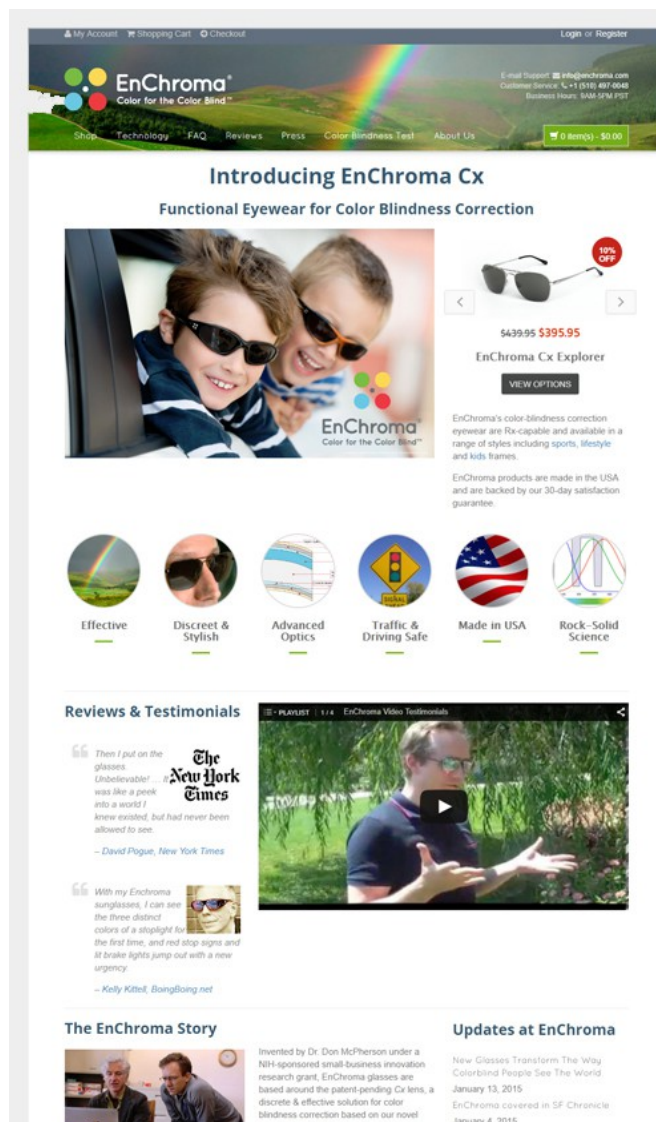 My Account Shopping Cart Checkout Login or Register
EnChroma®
Color for the Color Blind™
E-mail Support: info@enchroma.com
Customer Service: +1 (510) 497-0048
Business Hours: 9AM-5PM PST
Shop Technology FAQ Reviews Press Color Blindness Test About Us 0 item(s) - $0.00
Introducing EnChroma Cx
Functional Eyewear for Color Blindness Correction
EnChroma®
Color for the Color Blind™
10%
OFF
$439.95 $395.95
EnChroma Cx Explorer
VIEW OPTIONS
EnChroma's color-blindness correction
eyewear are Rx-capable and available in a
range of styles including sports, lifestyle
and kids frames.
EnChroma products are made in the USA
and are backed by our 30-day satisfaction
guarantee.
SIGNAL
Effective
Discreet &
Stylish
Advanced
Optics
Traffic &
Driving Safe
Made in USA
Rock-Solid
Science
Reviews & Testimonials
Then I put on the
glasses.
Unbelievable! ... It
was like a peek
into a world I
knew existed, but had never been
allowed to see.
The
New York
Times
– David Pogue, New York Times
With my Enchroma
sunglasses, I can see
the three distinct
colors of a stoplight for
the first time, and red stop signs and
lit brake lights jump out with a new
urgency.
– Kelly Kittell, BoingBoing.net
PLAYLIST 1/4 EnChroma Video Testimonials
The EnChroma Story
Invented by Dr. Don McPherson under a
NIH-sponsored small-business innovation
research grant, EnChroma glasses are
based around the patent-pending Cx lens, a
discrete & effective solution for color
blindness correction based on our novel
Updates at EnChroma
New Glasses Transform The Way
Colorblind People See The World
January 13, 2015
EnChroma covered in SF Chronicle
January 4, 2015